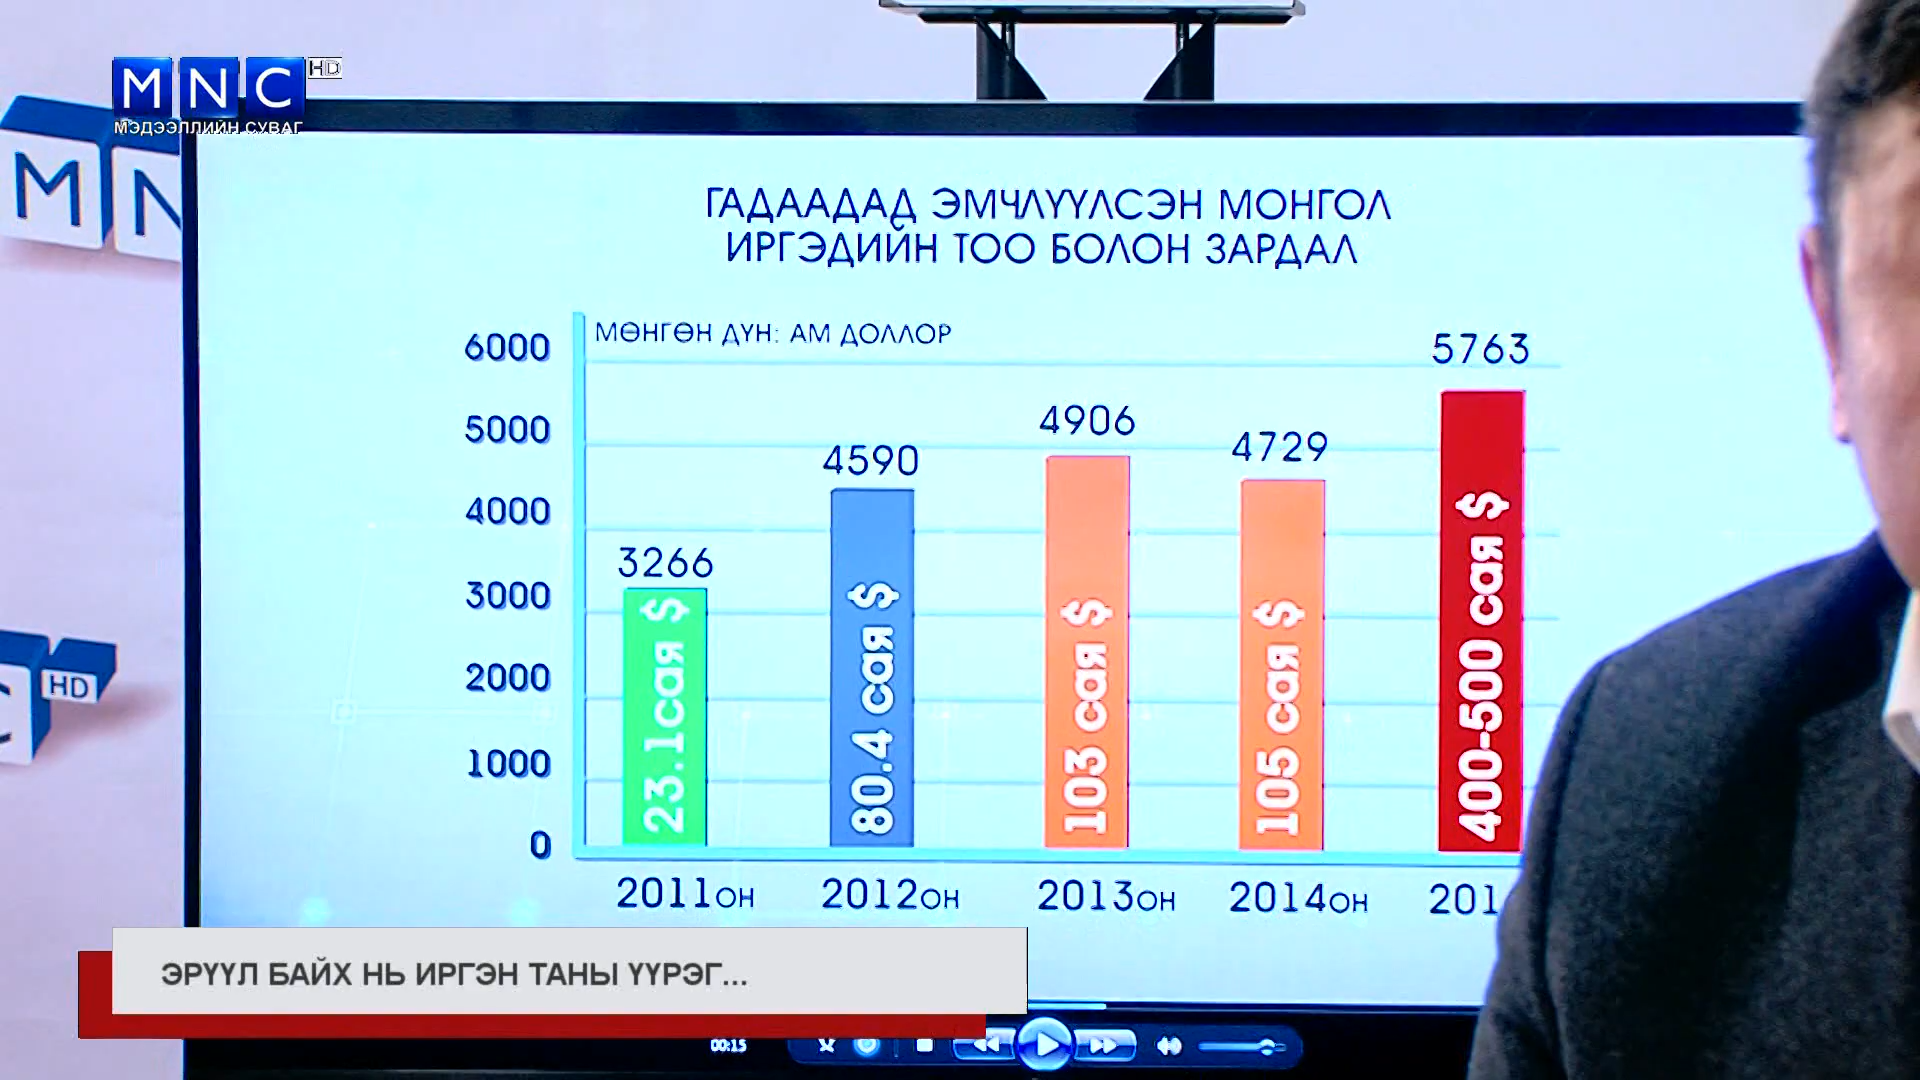 MNC HD
МЭДЭЭЛЛИЙН СУВАГ
M N
HD
ГАДААДАД ЭМЧЛҮҮЛСЭН МОНГОЛ
ИРГЭДИЙН ТОО БОЛОН ЗАРДАЛ
МӨНГӨН ДҮН: АМ ДОЛЛОР
6000
5000
4000
3000
2000
1000
0
3266
4590
4906
4729
5763
23.1сая $
80.4 сая $
103 сая $
105 сая $
400-500 сая $
2011он
2012он
2013он
2014он
201
ЭРҮҮЛ БАЙХ НЬ ИРГЭН ТАНЫ ҮҮРЭГ...
00:15